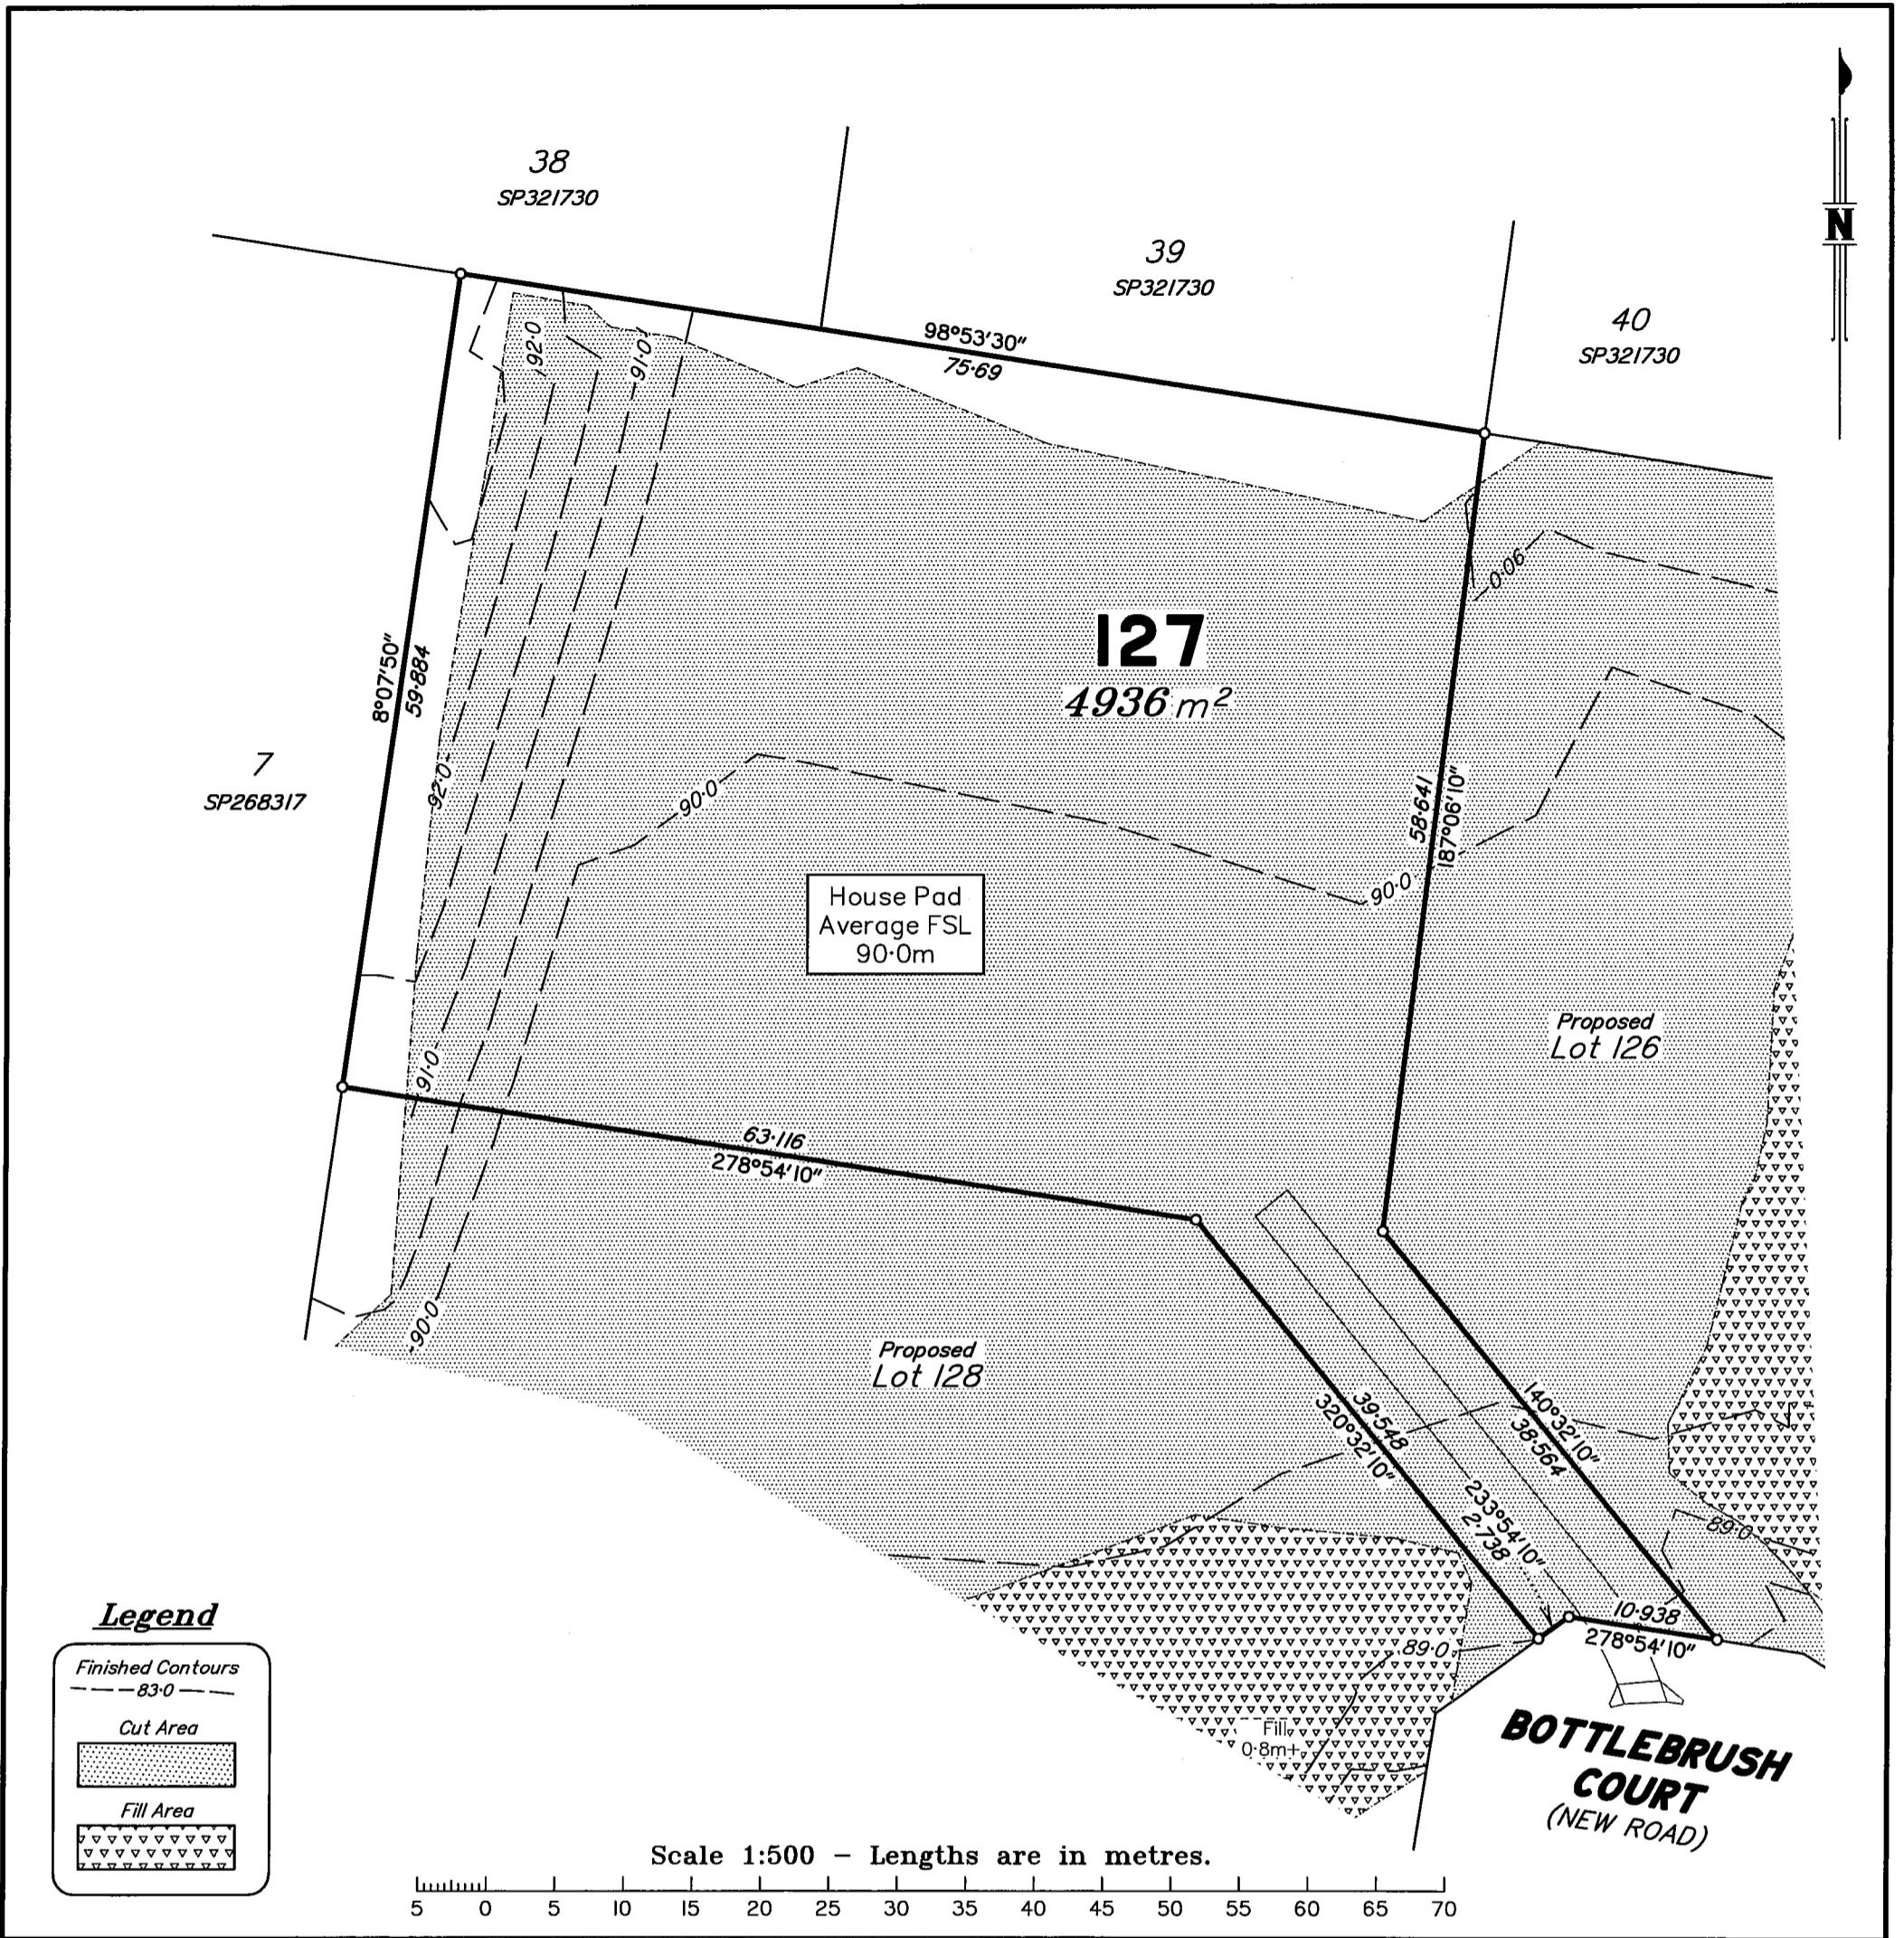 N
38
SP321730
39
SP321730
40
SP321730
98°53'30"
75·69
92·0
91·0
90·0
127
4936 m²
8°07'50"
59·884
7
SP268317
92·0
90·0
58·641
187°06'10"
90·0
House Pad
Average FSL
90·0m
Proposed
Lot 126
91·0
63·116
278°54'10"
90·0
Proposed
Lot 128
39·548
320°32'10"
140°32'10"
38·564
233°54'10"
2·738
89·0
10·938
278°54'10"
89·0
Fill
0·8m+
BOTTLEBRUSH
COURT
(NEW ROAD)
Legend
Finished Contours
83·0
Cut Area
Fill Area
Scale 1:500 – Lengths are in metres.
5 0 5 10 15 20 25 30 35 40 45 50 55 60 65 70